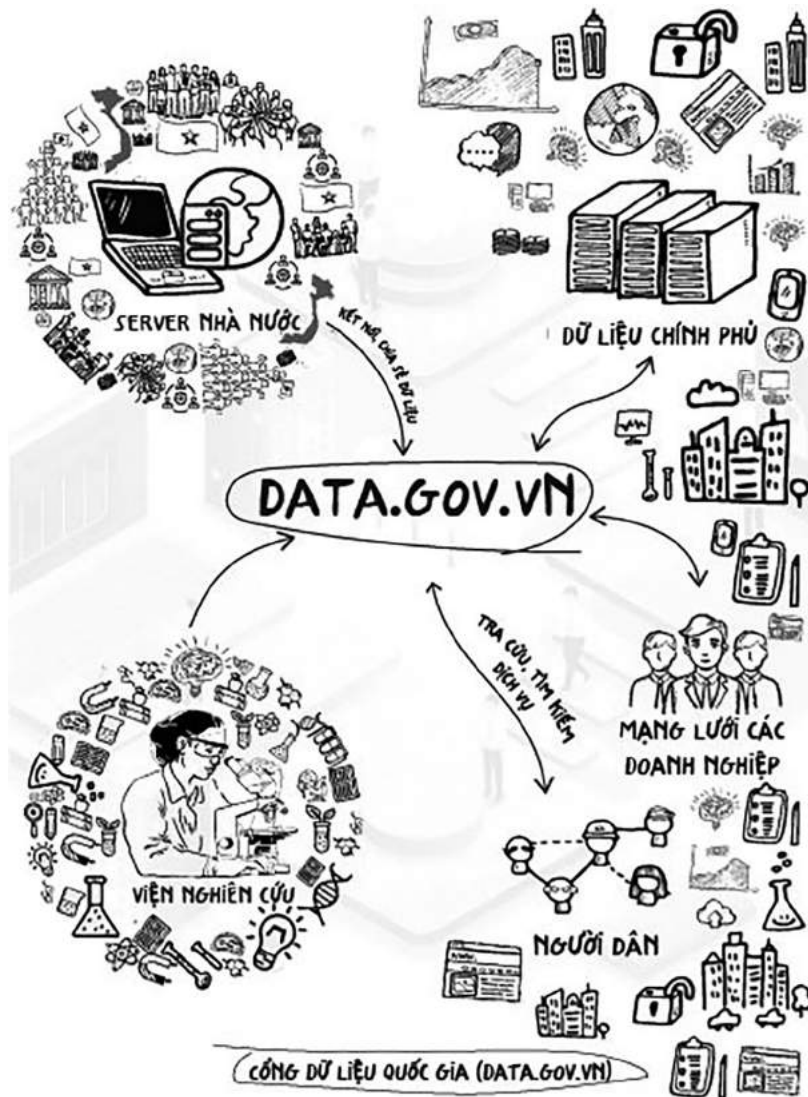 SERVER NHÀ NƯỚC
KẾT NỐI, CHIA SẺ DỮ LIỆU
DỮ LIỆU CHÍNH PHỦ
DATA.GOV.VN
TRA CỨU, TÌM KIẾM
DỊCH VỤ
MẠNG LƯỚI CÁC
DOANH NGHIỆP
VIỆN NGHIÊN CỨU
NGƯỜI DÂN
CỔNG DỮ LIỆU QUỐC GIA (DATA.GOV.VN)